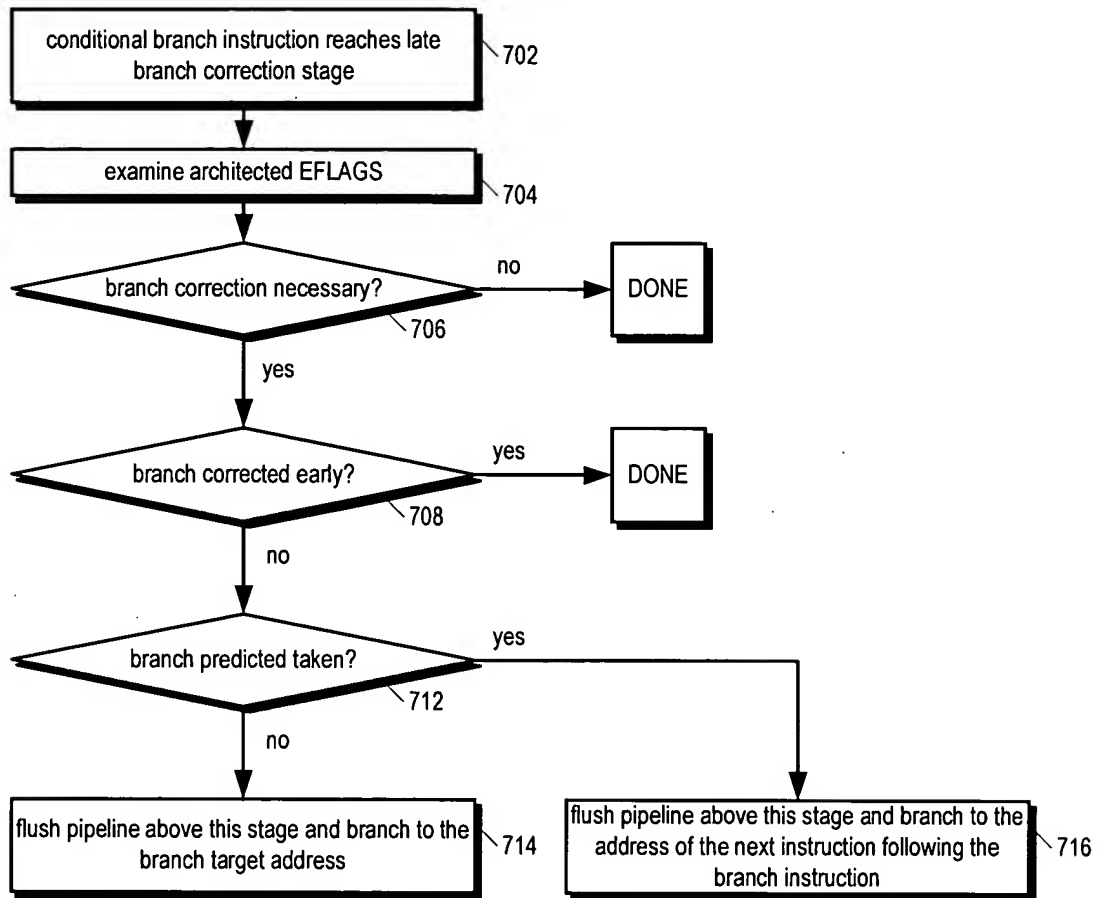 conditional branch instruction reaches late
branch correction stage
702
examine architected EFLAGS
704
branch correction necessary?
706
no
DONE
yes
branch corrected early?
708
yes
DONE
no
branch predicted taken?
712
yes
no
flush pipeline above this stage and branch to the
branch target address
714
flush pipeline above this stage and branch to the
address of the next instruction following the
branch instruction
716